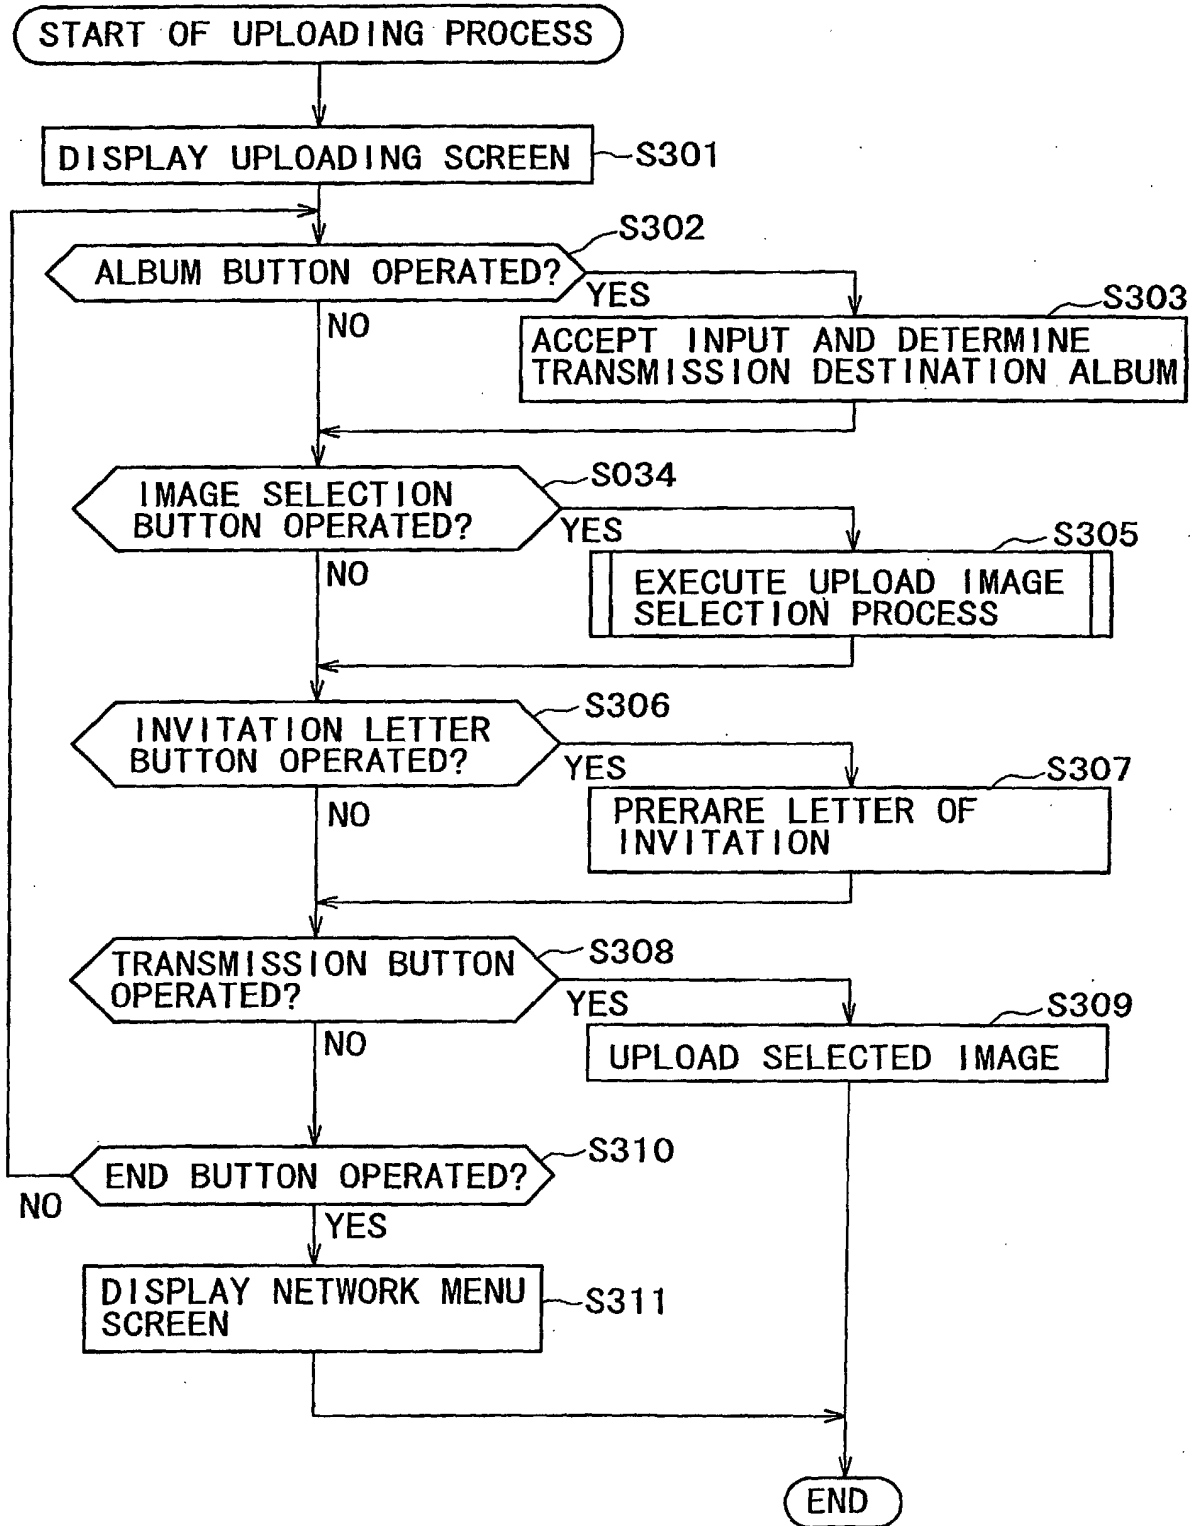 START OF UPLOADING PROCESS
DISPLAY UPLOADING SCREEN
S301
S302
ALBUM BUTTON OPERATED?
YES
NO
S303
ACCEPT INPUT AND DETERMINE
TRANSMISSION DESTINATION ALBUM
S034
IMAGE SELECTION
BUTTON OPERATED?
YES
NO
S305
EXECUTE UPLOAD IMAGE
SELECTION PROCESS
S306
INVITATION LETTER
BUTTON OPERATED?
YES
NO
S307
PRERARE LETTER OF
INVITATION
S308
TRANSMISSION BUTTON
OPERATED?
YES
NO
S309
UPLOAD SELECTED IMAGE
S310
END BUTTON OPERATED?
NO
YES
DISPLAY NETWORK MENU
SCREEN
S311
END